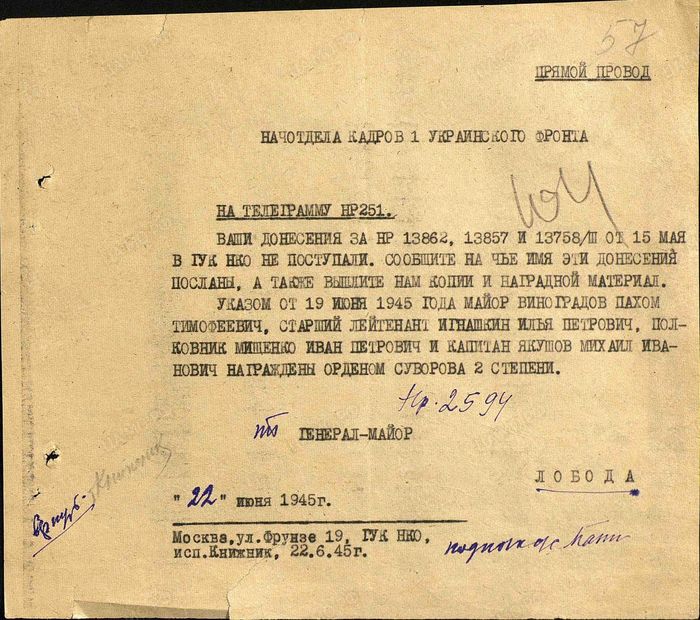 57
ПРЯМОЙ ПРОВОД
НАЧОТДЕЛА КАДРОВ 1 УКРАИНСКОГО ФРОНТА
НА ТЕЛЕГРАММУ НР251.
ВАШИ ДОНЕСЕНИЯ ЗА НР 13862, 13857 И 13758/Ш ОТ 15 МАЯ
В ГУК НКО НЕ ПОСТУПАЛИ. СООБЩИТЕ НА ЧЬЕ ИМЯ ЭТИ ДОНЕСЕНИЯ
ПОСЛАНЫ, А ТАКЖЕ ВЫШЛИТЕ НАМ КОПИИ И НАГРАДНОЙ МАТЕРИАЛ.
УКАЗОМ ОТ 19 ИЮНЯ 1945 ГОДА МАЙОР ВИНОГРАДОВ ПАХОМ
ТИМОФЕЕВИЧ, СТАРШИЙ ЛЕЙТЕНАНТ ИГНАШКИН ИЛЬЯ ПЕТРОВИЧ, ПОЛ-
КОВНИК МИЩЕНКО ИВАН ПЕТРОВИЧ И КАПИТАН ЯКУШОВ МИХАИЛ ИВА-
НОВИЧ НАГРАЖДЕНЫ ОРДЕНОМ СУВОРОВА 2 СТЕПЕНИ.
Нр. 2594
ГЕНЕРАЛ-МАЙОР
ЛОБОДА
"22" июня 1945г.
Москва,ул.Фрунзе 19, ГУК НКО,
исп.Книжник, 22.6.45г.